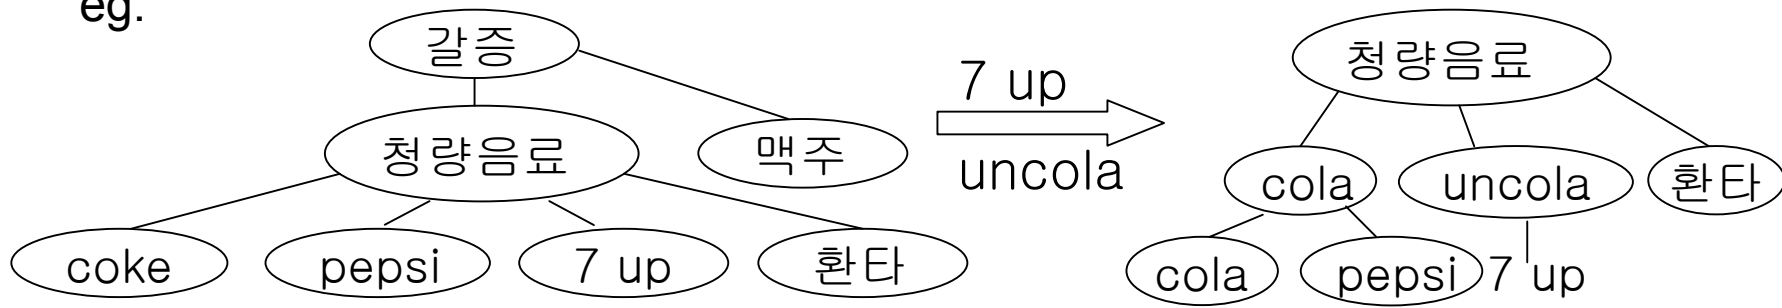 eg.
갈증
청량음료
맥주
coke
pepsi
7 up
환타
7 up
uncola
청량음료
cola
uncola
환타
cola
pepsi
7 up